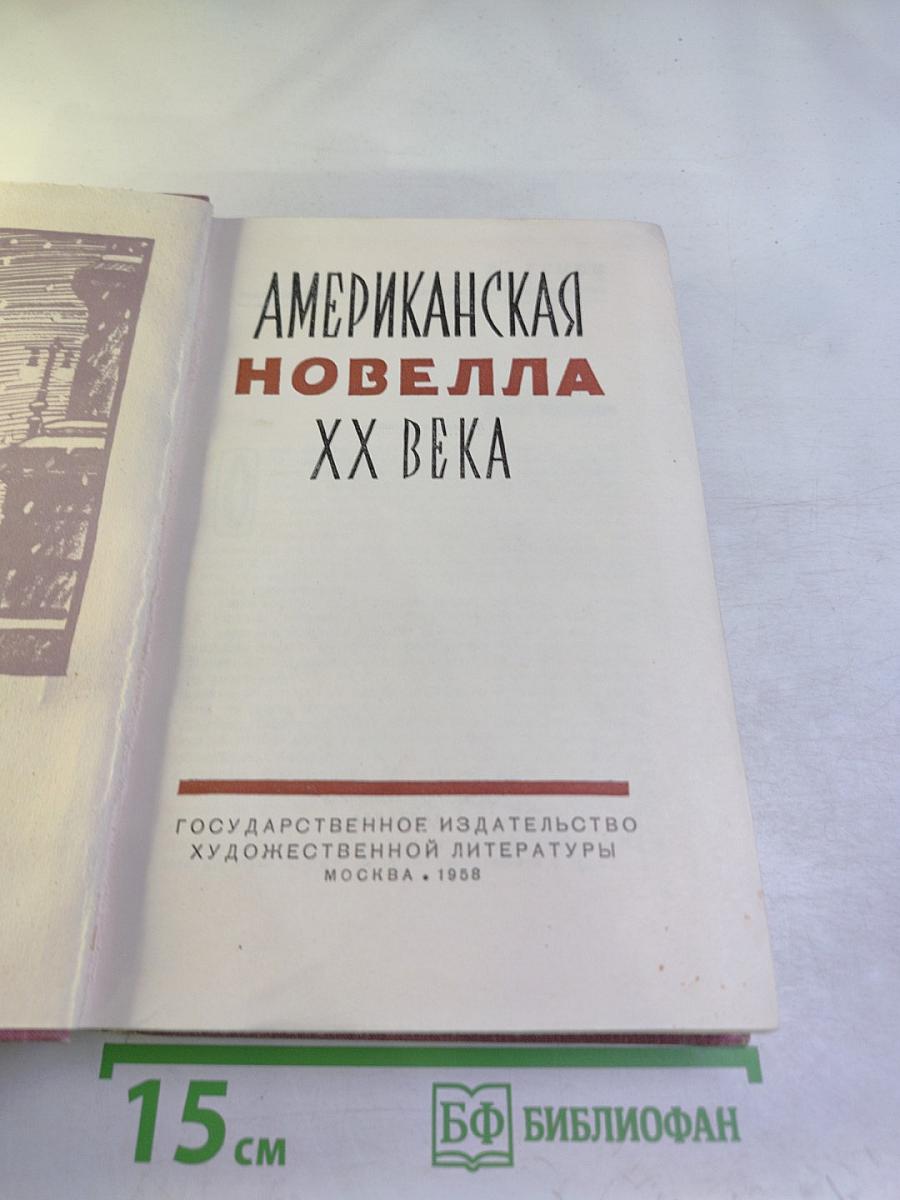 АМЕРИКАНСКАЯ
НОВЕЛЛА
XX ВЕКА
ГОСУДАРСТВЕННОЕ ИЗДАТЕЛЬСТВО
ХУДОЖЕСТВЕННОЙ ЛИТЕРАТУРЫ
МОСКВА • 1958
15 см
БФ БИБЛИОФАН